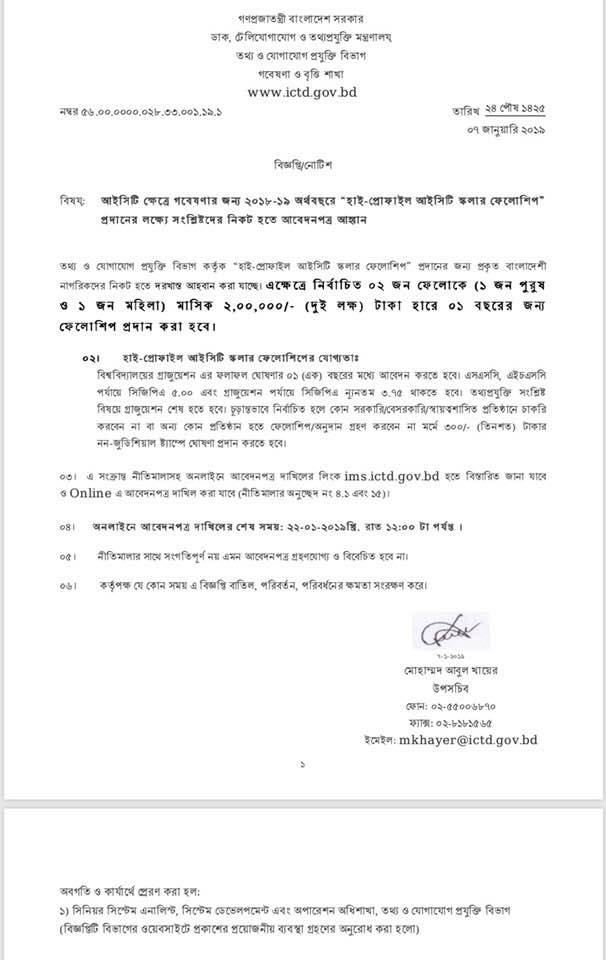 গণপ্রজাতন্ত্রী বাংলাদেশ সরকার
ডাক, টেলিযোগাযোগ ও তথ্যপ্রযুক্তি মন্ত্রণালয়
তথ্য ও যোগাযোগ প্রযুক্তি বিভাগ
গবেষণা ও বৃত্তি শাখা
www.ictd.gov.bd
নম্বর ৫৬.০০.০০০০.০২৮.৩৩.০০১.১৯.১ তারিখ ২৪ পৌষ ১৪২৫
০৭ জানুয়ারি ২০১৯
বিজ্ঞপ্তি/নোটিশ
বিষয়: আইসিটি ক্ষেত্রে গবেষণার জন্য ২০১৮-১৯ অর্থবছরে “হাই-প্রোফাইল আইসিটি স্কলার ফেলোশিপ”
প্রদানের লক্ষ্যে সংশ্লিষ্টদের নিকট হতে আবেদনপত্র আহ্বান
তথ্য ও যোগাযোগ প্রযুক্তি বিভাগ কর্তৃক “হাই-প্রোফাইল আইসিটি স্কলার ফেলোশিপ” প্রদানের জন্য প্রকৃত বাংলাদেশী
নাগরিকদের নিকট হতে দরখাস্ত আহবান করা যাচ্ছে। এক্ষেত্রে নির্বাচিত ০২ জন ফেলোকে (১ জন পুরুষ
ও ১ জন মহিলা) মাসিক ২,০০,০০০/- (দুই লক্ষ) টাকা হারে ০১ বছরের জন্য
ফেলোশিপ প্রদান করা হবে।
০২। হাই-প্রোফাইল আইসিটি স্কলার ফেলোশিপের যোগ্যতাঃ
বিশ্ববিদ্যালয়ের গ্রাজুয়েশন এর ফলাফল ঘোষণার ০১ (এক) বছরের মধ্যে আবেদন করতে হবে। এসএসসি, এইচএসসি
পর্যায়ে সিজিপিএ ৫.০০ এবং গ্রাজুয়েশন পর্যায়ে সিজিপিএ ন্যূনতম ৩.৭৫ থাকতে হবে। তথ্যপ্রযুক্তি সংশ্লিষ্ট
বিষয়ে গ্রাজুয়েশন শেষ হতে হবে। চূড়ান্তভাবে নির্বাচিত হলে কোন সরকারি/বেসরকারি/স্বায়ত্বশাসিত প্রতিষ্ঠানে চাকরি
করবেন না বা অন্য কোন প্রতিষ্ঠান হতে ফেলোশিপ/অনুদান গ্রহণ করবেন না মর্মে ৩০০/- (তিনশত) টাকার
নন-জুডিশিয়াল ষ্ট্যাম্পে ঘোষণা প্রদান করতে হবে।
০৩। এ সংক্রান্ত নীতিমালাসহ অনলাইনে আবেদনপত্র দাখিলের লিংক ims.ictd.gov.bd হতে বিস্তারিত জানা যাবে
ও Online এ আবেদনপত্র দাখিল করা যাবে (নীতিমালার অনুচ্ছেদ নং ৪.১ এবং ১৫)।
০৪। অনলাইনে আবেদনপত্র দাখিলের শেষ সময়: ২২-০১-২০১৯খ্রি. রাত ১২:০০ টা পর্যন্ত ।
০৫। নীতিমালার সাথে সংগতিপূর্ণ নয় এমন আবেদনপত্র গ্রহণযোগ্য ও বিবেচিত হবে না।
০৬। কর্তৃপক্ষ যে কোন সময় এ বিজ্ঞপ্তি বাতিল, পরিবর্তন, পরিবর্ধনের ক্ষমতা সংরক্ষণ করে।
৭-১-২০১৯
মোহাম্মদ আবুল খায়ের
উপসচিব
ফোন: ০২-৫৫০০৬৮৭০
ফ্যাক্স: ০২-৮১৮১৫৬৫
ইমেইল: mkhayer@ictd.gov.bd
১
অবগতি ও কার্যার্থে প্রেরণ করা হল:
১) সিনিয়র সিস্টেম এনালিস্ট, সিস্টেম ডেভেলপমেন্ট এবং অপারেশন অধিশাখা, তথ্য ও যোগাযোগ প্রযুক্তি বিভাগ
(বিজ্ঞপ্তিটি বিভাগের ওয়েবসাইটে প্রকাশের প্রয়োজনীয় ব্যবস্থা গ্রহণের অনুরোধ করা হলো)